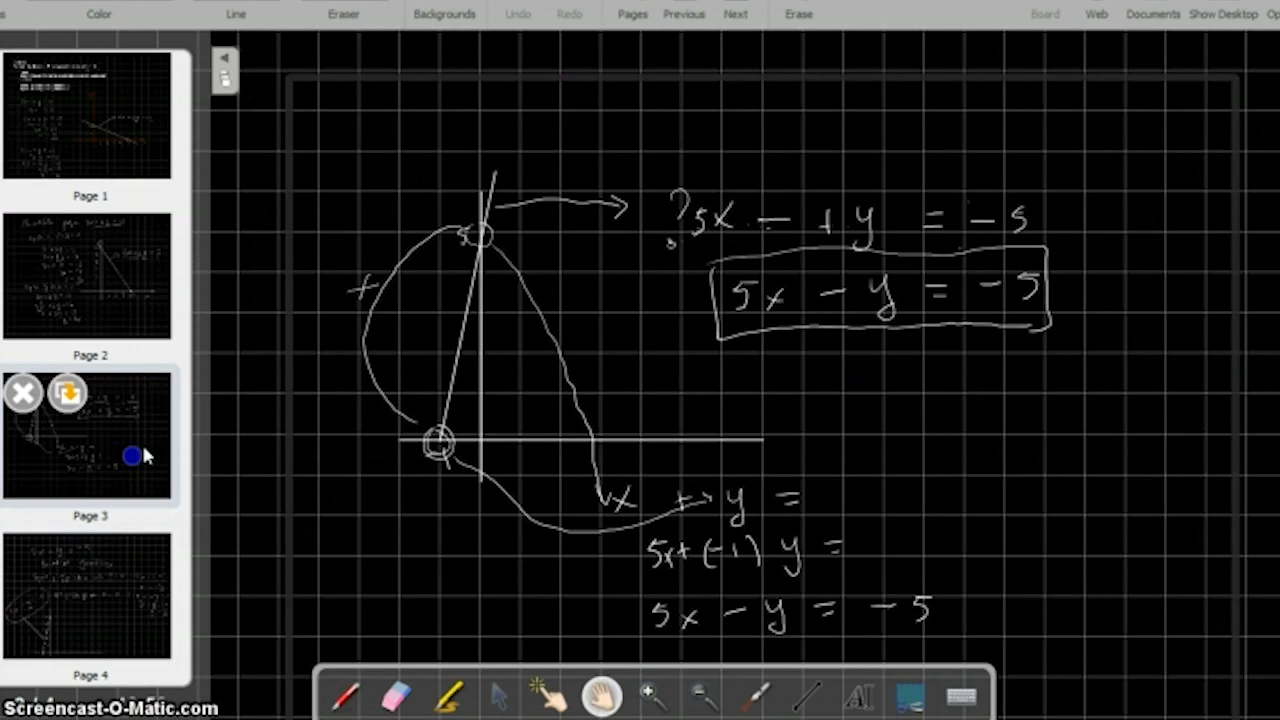 Color Line Eraser Backgrounds Undo Redo Pages Previous Next Erase Board Web Documents Show Desktop
Page 1
Page 2
Page 3
Page 4
? 5x - + y = - 5
5x - y = - 5
5
+
x + y =
5x + (-1) y =
5x - y = - 5
Screencast-O-Matic.com